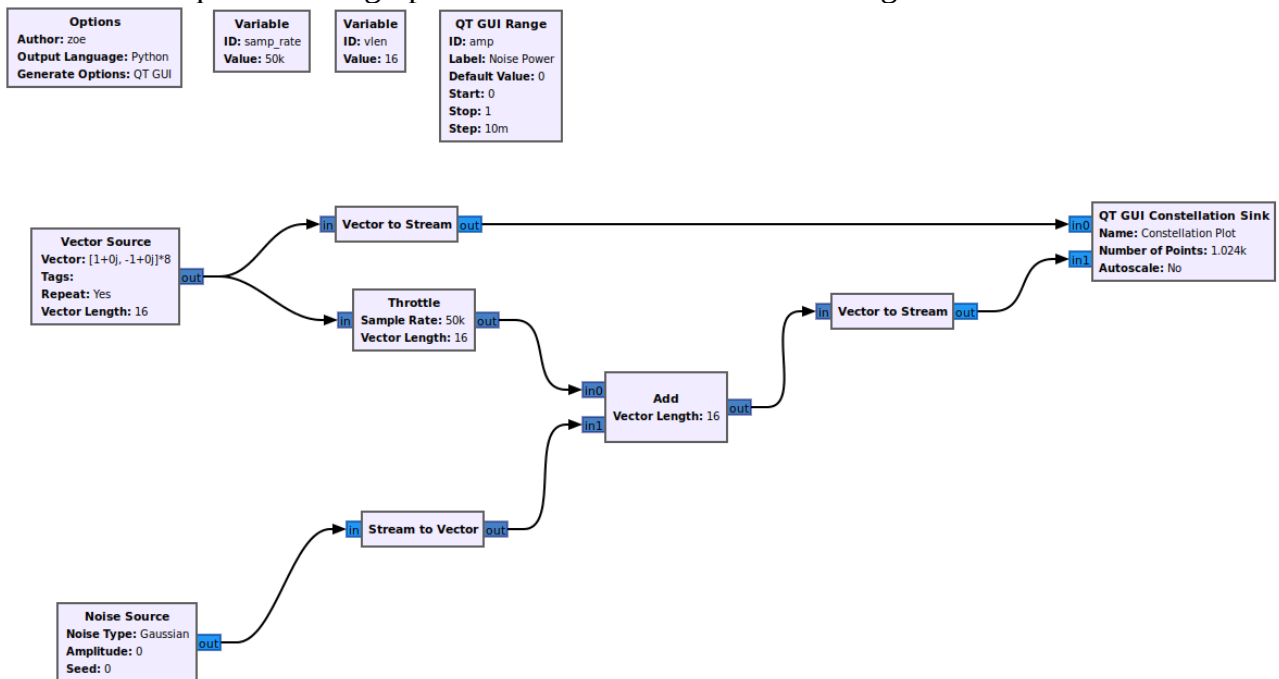 Options
Author: zoe
Output Language: Python
Generate Options: QT GUI
Variable
ID: samp_rate
Value: 50k
Variable
ID: vlen
Value: 16
QT GUI Range
ID: amp
Label: Noise Power
Default Value: 0
Start: 0
Stop: 1
Step: 10m
Vector Source
Vector: [1+0j, -1+0j]*8
Tags:
Repeat: Yes
Vector Length: 16
out
in
Vector to Stream
out
in
Throttle
Sample Rate: 50k
Vector Length: 16
out
in0
in1
Add
Vector Length: 16
out
in
Vector to Stream
out
in0
in1
QT GUI Constellation Sink
Name: Constellation Plot
Number of Points: 1.024k
Autoscale: No
in
Stream to Vector
out
Noise Source
Noise Type: Gaussian
Amplitude: 0
Seed: 0
out